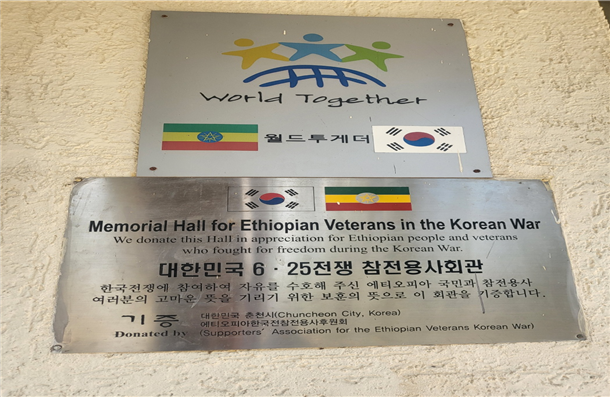 World Together
월드투게더
Memorial Hall for Ethiopian Veterans in the Korean War
We donate this Hall in appreciation for Ethiopian people and veterans
who fought for freedom during the Korean War.
대한민국 6·25전쟁 참전용사회관
한국전쟁에 참여하여 자유를 수호해 주신 에티오피아 국민과 참전용사
여러분의 고마운 뜻을 기리기 위한 보훈의 뜻으로 이 회관을 기증합니다.
기증 대한민국 춘천시(Chuncheon City, Korea)
에티오피아한국전참전용사후원회
Donated by (Supporters' Association for the Ethiopian Veterans Korean War)